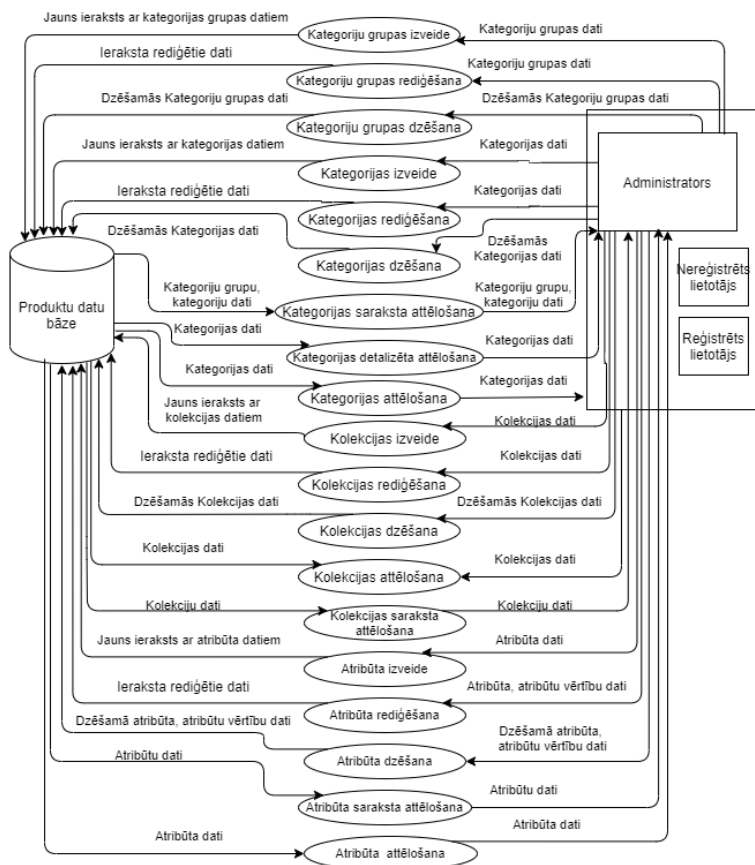 Jauns ieraksts ar kategorijas grupas datiem
Kategoriju grupas izveide
Kategoriju grupas dati
Ieraksta rediģētie dati
Kategoriju grupas rediģēšana
Kategoriju grupas dati
Dzēšamās Kategoriju grupas dati
Kategoriju grupas dzēšana
Dzēšamās Kategoriju grupas dati
Jauns ieraksts ar kategorijas datiem
Kategorijas izveide
Kategorijas dati
Administrators
Ieraksta rediģētie dati
Kategorijas rediģēšana
Kategorijas dati
Dzēšamās Kategorijas dati
Kategorijas dzēšana
Dzēšamās
Kategorijas dati
Nereģistrēts
lietotājs
Produktu datu
bāze
Kategoriju grupu,
kategoriju dati
Kategorijas saraksta attēlošana
Kategoriju grupu,
kategoriju dati
Reģistrēts
lietotājs
Kategorijas dati
Kategorijas detalizēta attēlošana
Kategorijas dati
Kategorijas dati
Kategorijas attēlošana
Kategorijas dati
Jauns ieraksts ar
kolekcijas datiem
Kolekcijas izveide
Kolekcijas dati
Ieraksta rediģētie dati
Kolekcijas rediģēšana
Kolekcijas dati
Dzēšamās Kolekcijas dati
Kolekcijas dzēšana
Dzēšamās Kolekcijas dati
Kolekcijas dati
Kolekcijas attēlošana
Kolekcijas dati
Kolekciju dati
Kolekcijas saraksta
attēlošana
Kolekciju dati
Jauns ieraksts ar atribūta datiem
Atribūta izveide
Atribūta dati
Ieraksta rediģētie dati
Atribūta rediģēšana
Atribūta, atribūtu vērtību dati
Dzēšamā atribūta, atribūtu vērtību dati
Atribūta dzēšana
Dzēšamā atribūta,
atribūtu vērtību dati
Atribūtu dati
Atribūta saraksta attēlošana
Atribūtu dati
Atribūta dati
Atribūta attēlošana
Atribūta dati